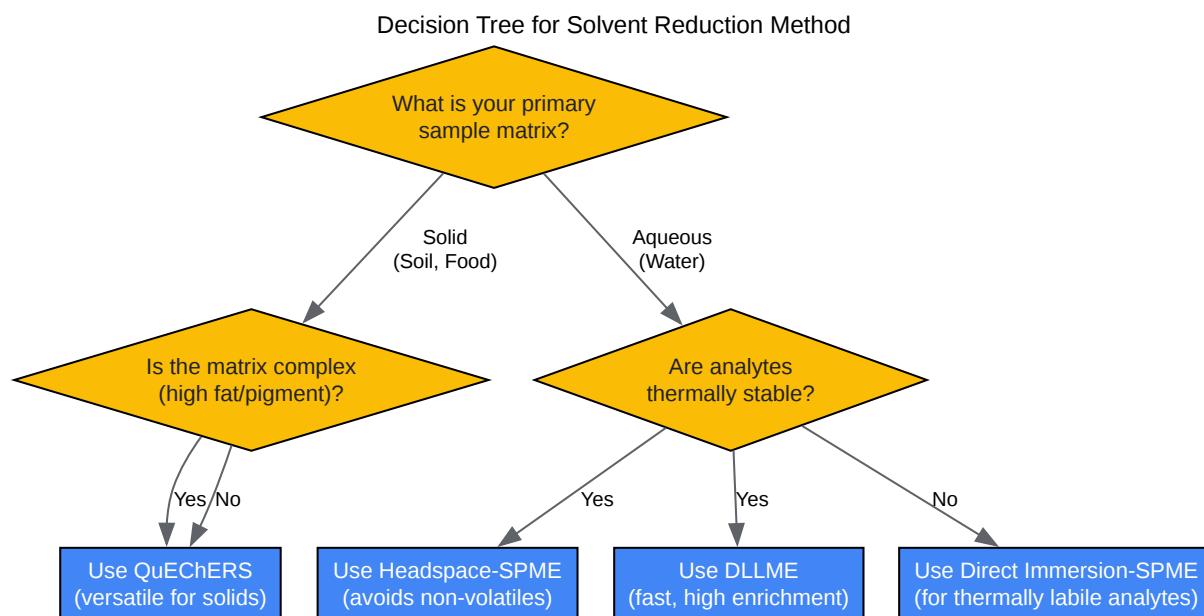 Decision Tree for Solvent Reduction Method
What is your primary
sample matrix?
Solid
(Soil, Food)
Aqueous
(Water)
Is the matrix complex
(high fat/pigment)?
Are analytes
thermally stable?
Yes
No
Yes
Yes
No
Use QuEChERS
(versatile for solids)
Use Headspace-SPME
(avoids non-volatiles)
Use DLLME
(fast, high enrichment)
Use Direct Immersion-SPME
(for thermally labile analytes)